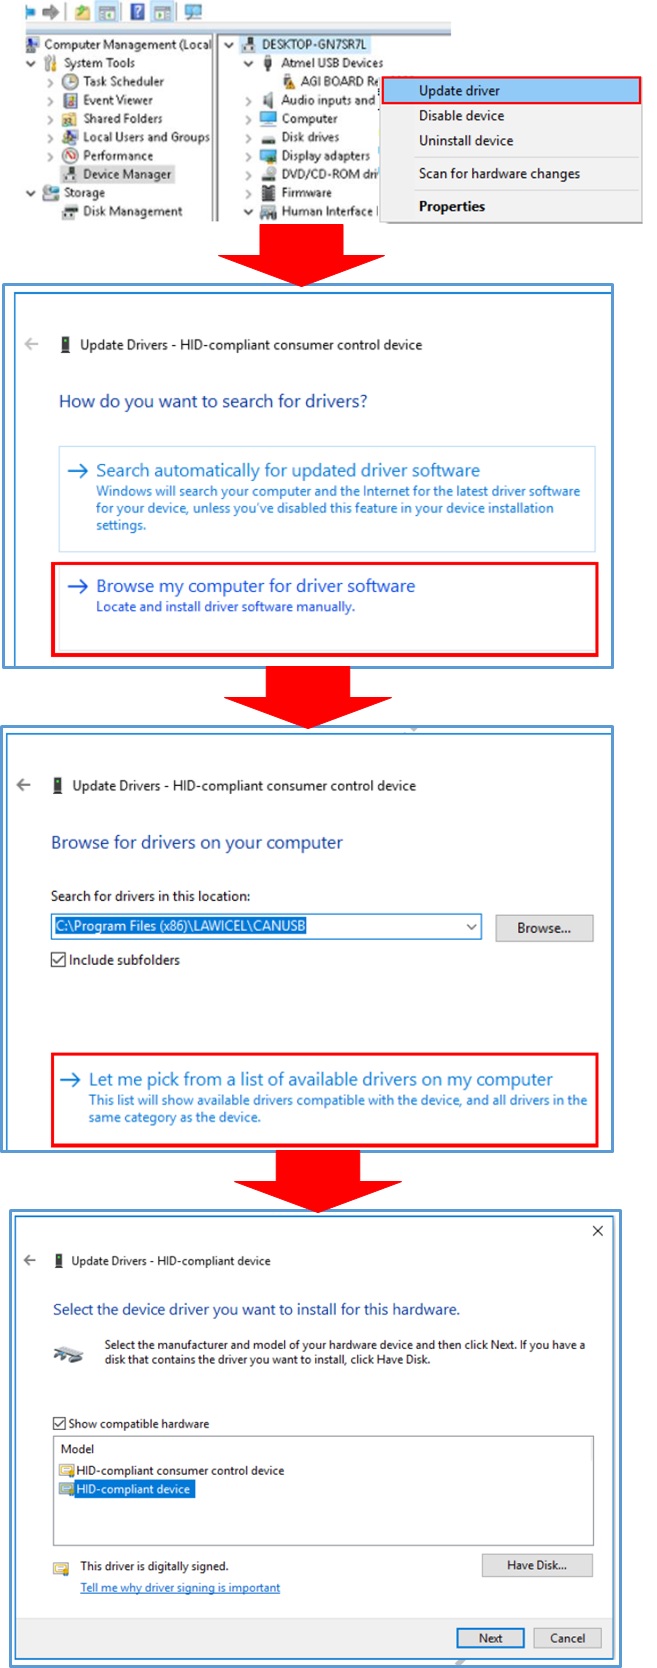 Computer Management (Local
System Tools
Task Scheduler
Event Viewer
Shared Folders
Local Users and Groups
Performance
Device Manager
Storage
Disk Management
DESKTOP-GN7SR7L
Atmel USB Devices
AGI BOARD
Audio inputs and
Computer
Disk drives
Display adapters
DVD/CD-ROM dri
Firmware
Human Interface
Update driver
Disable device
Uninstall device
Scan for hardware changes
Properties
Update Drivers - HID-compliant consumer control device
How do you want to search for drivers?
Search automatically for updated driver software
Windows will search your computer and the Internet for the latest driver software
for your device, unless you've disabled this feature in your device installation
settings.
Browse my computer for driver software
Locate and install driver software manually.
Update Drivers - HID-compliant consumer control device
Browse for drivers on your computer
Search for drivers in this location:
C:\Program Files (x86)\LAWICEL\CANUSB
Browse...
Include subfolders
Let me pick from a list of available drivers on my computer
This list will show available drivers compatible with the device, and all drivers in the
same category as the device.
Update Drivers - HID-compliant device
Select the device driver you want to install for this hardware.
Select the manufacturer and model of your hardware device and then click Next. If you have a
disk that contains the driver you want to install, click Have Disk.
Show compatible hardware
Model
HID-compliant consumer control device
HID-compliant device
This driver is digitally signed.
Have Disk...
Tell me why driver signing is important
Next
Cancel